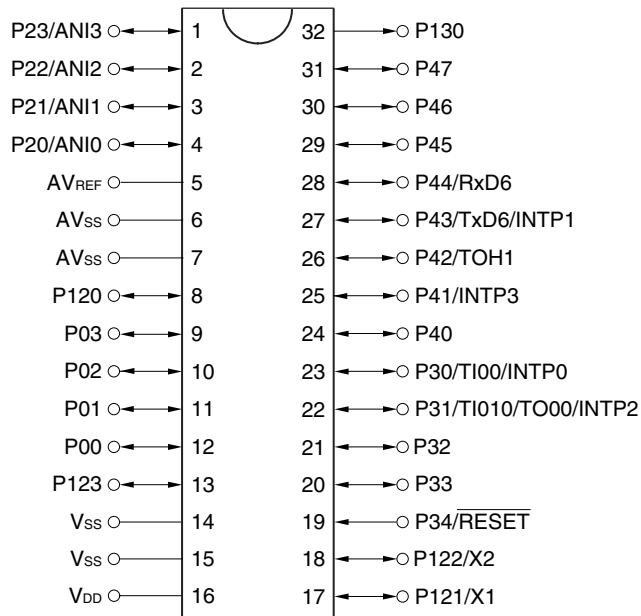 P23/ANI3 1 32 P130
P22/ANI2 2 31 P47
P21/ANI1 3 30 P46
P20/ANI0 4 29 P45
AVREF 5 28 P44/RxD6
AVSS 6 27 P43/TxD6/INTP1
AVSS 7 26 P42/TOH1
P120 8 25 P41/INTP3
P03 9 24 P40
P02 10 23 P30/TI00/INTP0
P01 11 22 P31/TI010/TO00/INTP2
P00 12 21 P32
P123 13 20 P33
VSS 14 19 P34/RESET
VSS 15 18 P122/X2
VDD 16 17 P121/X1